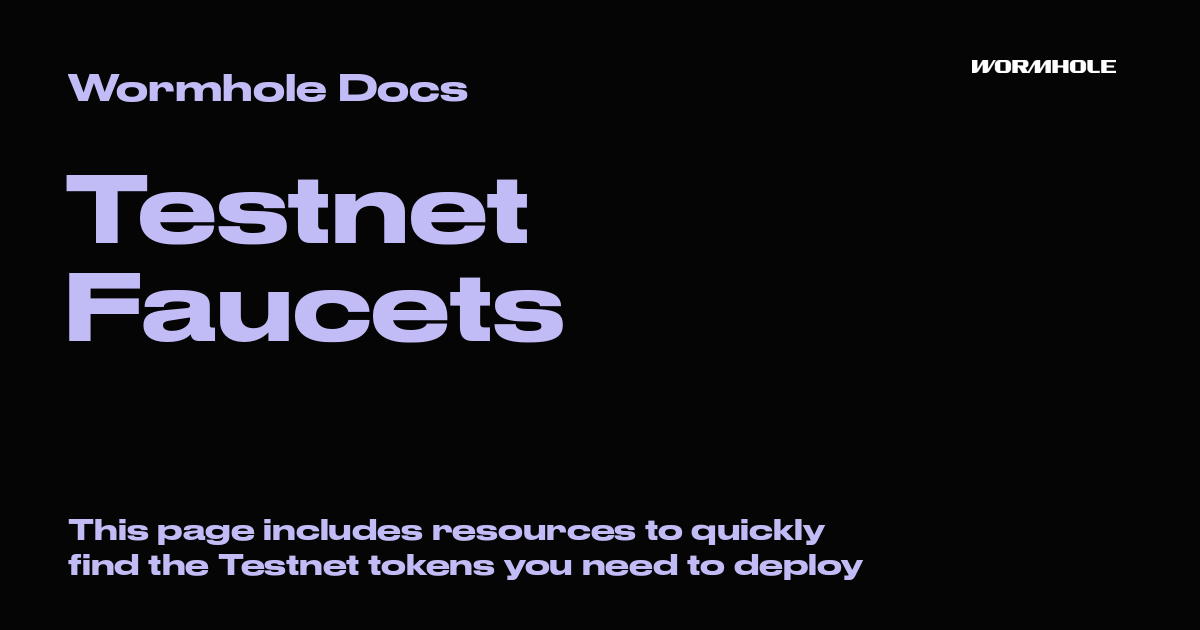 Wormhole Docs
WORMHOLE
Testnet
Faucets
This page includes resources to quickly
find the Testnet tokens you need to deploy